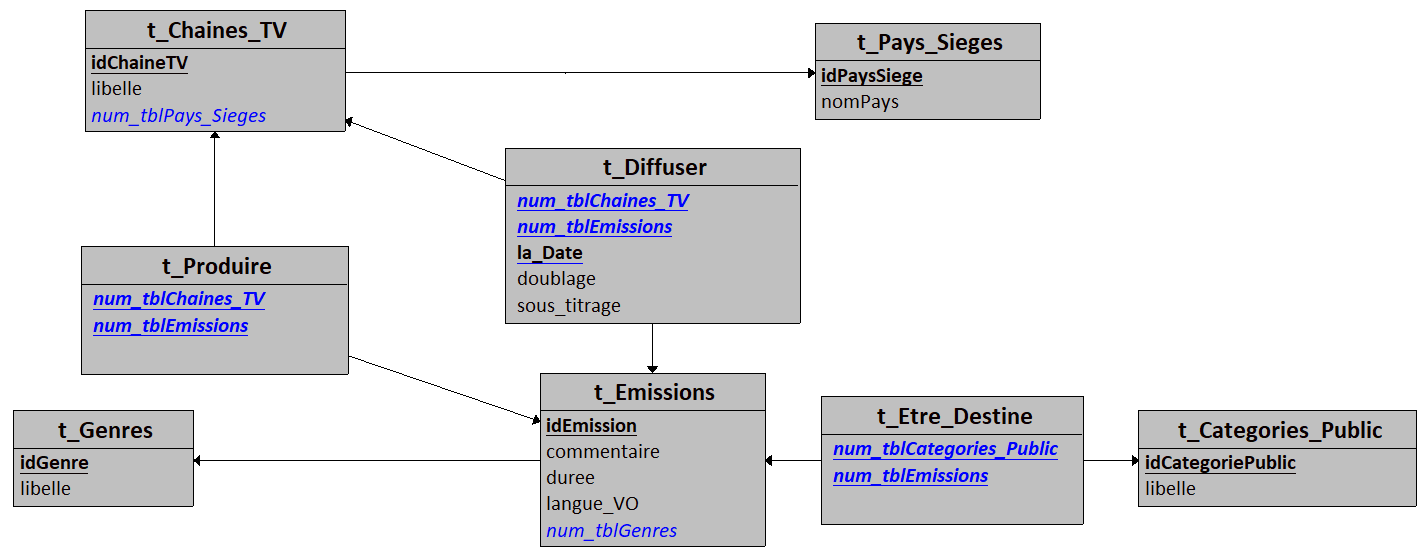 t_Chaines_TV
idChaineTV
libelle
num_tblPays_Sieges
t_Pays_Sieges
idPaysSiege
nomPays
t_Diffuser
num_tblChaines_TV
num_tblEmissions
la_Date
doublage
sous_titrage
t_Produire
num_tblChaines_TV
num_tblEmissions
t_Genres
idGenre
libelle
t_Emissions
idEmission
commentaire
duree
langue_VO
num_tblGenres
t_Etre_Destine
num_tblCategories_Public
num_tblEmissions
t_Categories_Public
idCategoriePublic
libelle